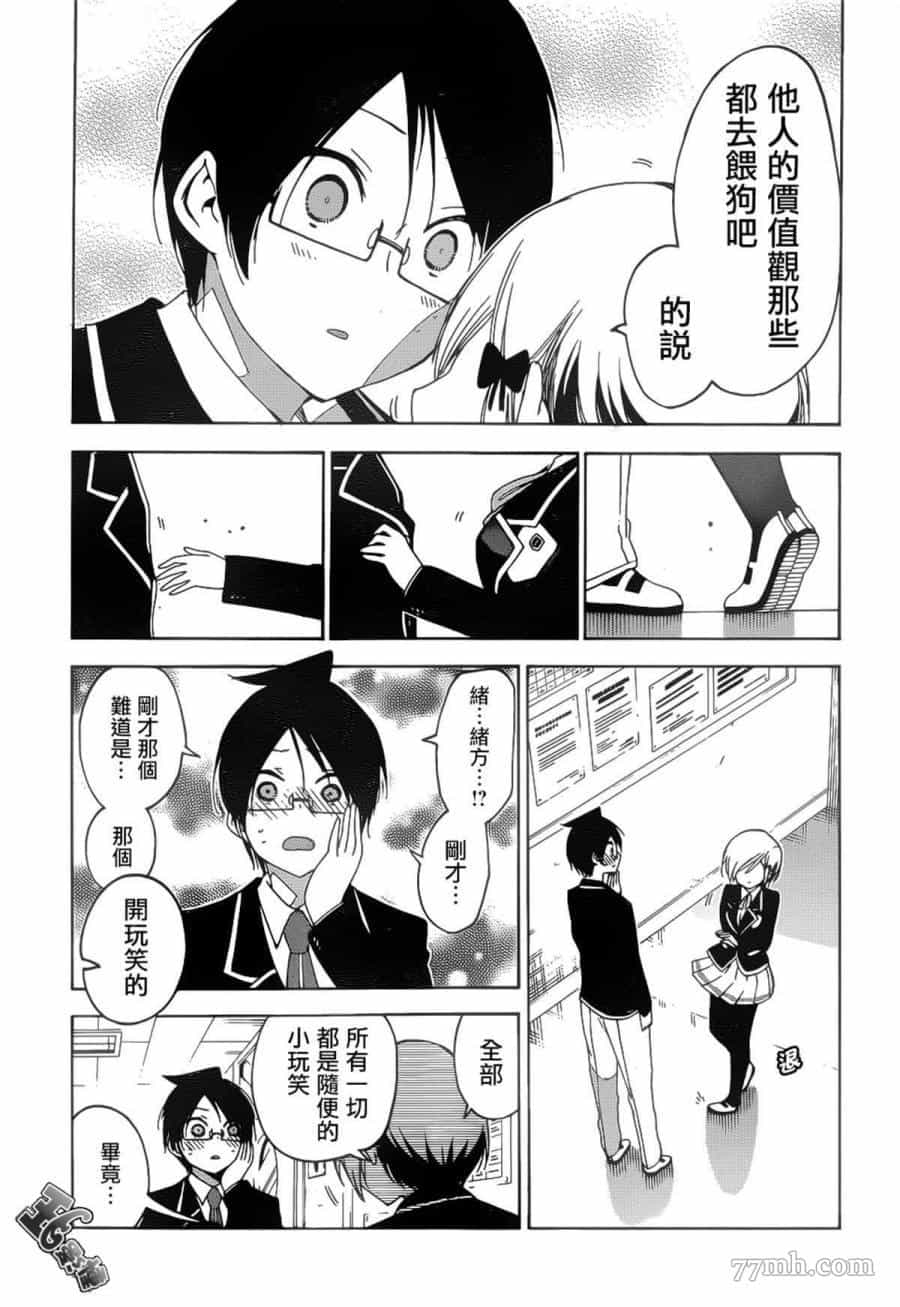 他人的價值觀那些
都去餵狗吧
的説
緒…緒方…!?
剛才…
剛才那個
難道是…
那個
開玩笑的
退
全部
所有一切
都是隨便的
小玩笑
畢竟…
77mh.com